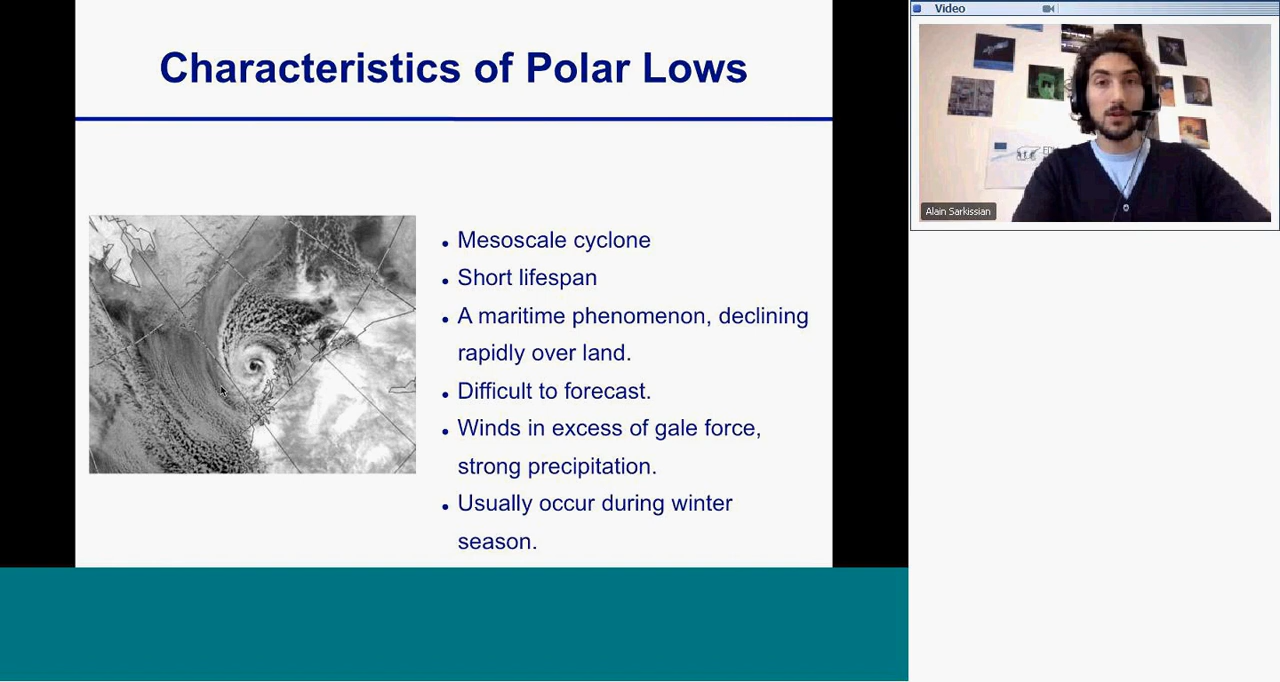 Characteristics of Polar Lows
• Mesoscale cyclone
• Short lifespan
• A maritime phenomenon, declining
rapidly over land.
• Difficult to forecast.
• Winds in excess of gale force,
strong precipitation.
• Usually occur during winter
season.
Video
Alain Sarkissian